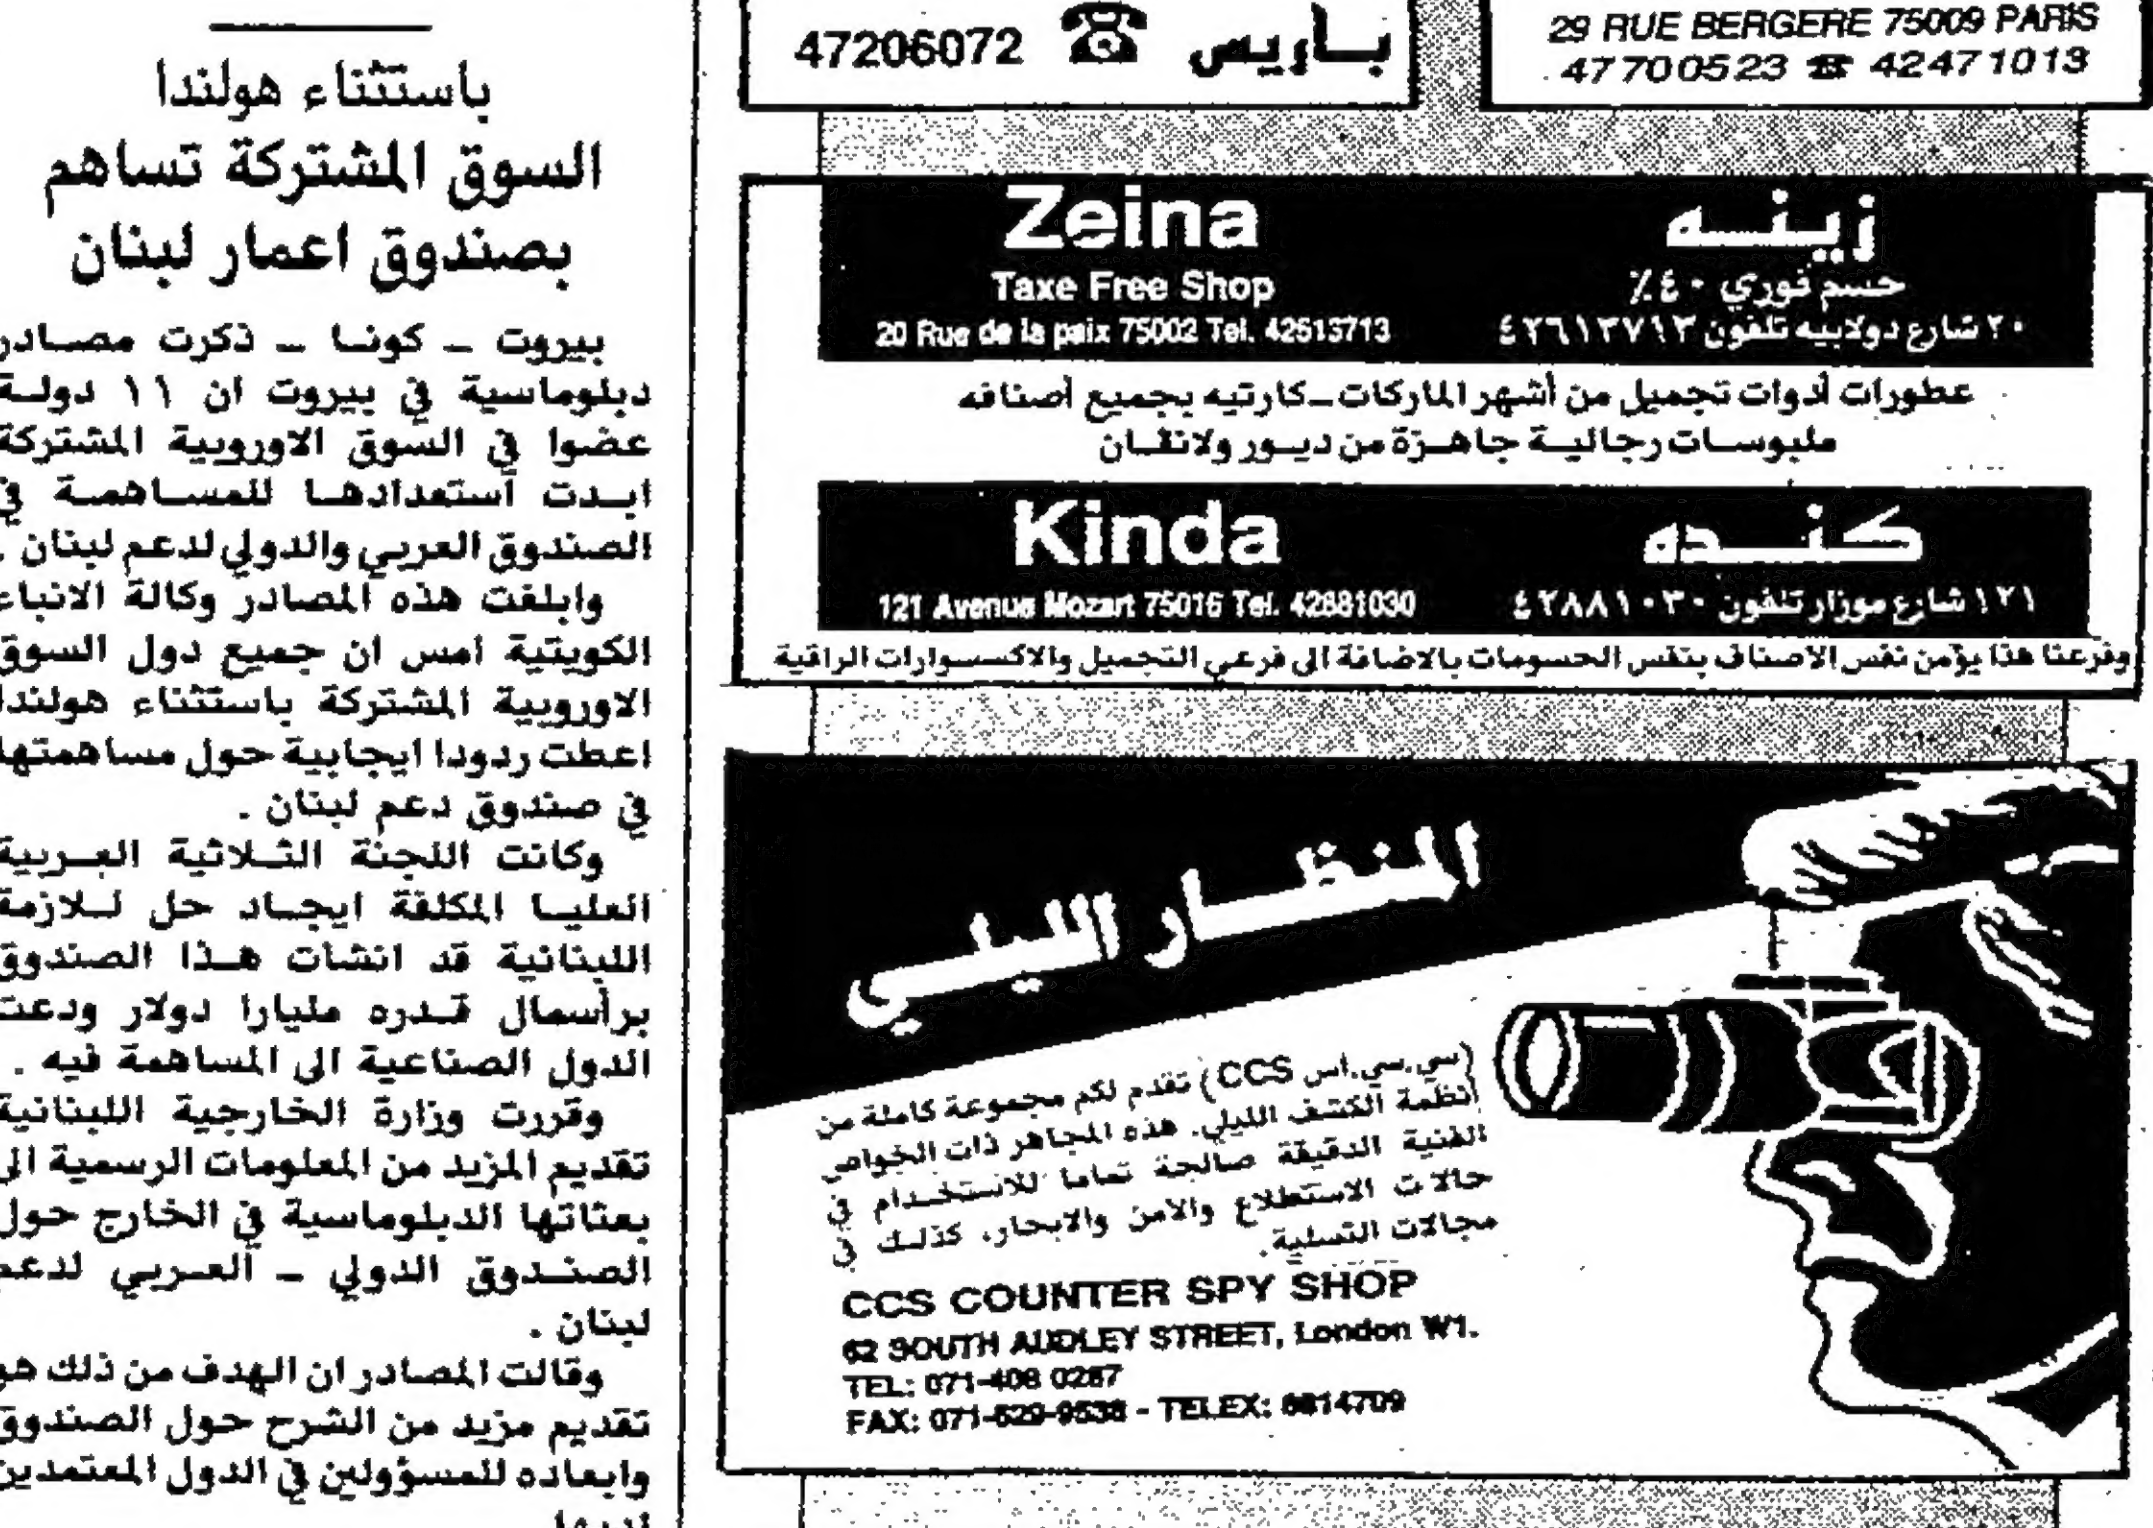 باستثناء هولندا
السوق المشتركة تساهم
بصندوق اعمار لبنان
بيروت - كونا - ذكرت مصادر
دبلوماسية في بيروت ان ١١ دولة
عضوا في السوق الاوروبية المشتركة
ابدت استعدادها للمساهمة في
الصندوق العربي والدولي لدعم لبنان .
وابلغت هذه المصادر وكالة الانباء
الكويتية امس ان جميع دول السوق
الاوروبية المشتركة باستثناء هولندا
اعطت ردودا ايجابية حول مساهمتها
في صندوق دعم لبنان .
وكانت اللجنة الثلاثية العربية
العليا المكلفة ايجاد حل للازمة
اللبنانية قد انشات هذا الصندوق
برأسمال قدره مليارا دولار ودعت
الدول الصناعية الى المساهمة فيه .
وقررت وزارة الخارجية اللبنانية
تقديم المزيد من المعلومات الرسمية الى
بعثاتها الدبلوماسية في الخارج حول
الصندوق الدولي - العربي لدعم
لبنان .
وقالت المصادر ان الهدف من ذلك هو
تقديم مزيد من الشرح حول الصندوق
وابعاده للمسؤولين في الدول المعتمدين
باريس ☎ 47206072
29 RUE BERGERE 75009 PARIS
47700523 ☎ 42471013
Zeina
زينه
Taxe Free Shop
حسم فوري ٤٠٪
20 Rue de la paix 75002 Tel. 42613713
٢٠ شارع دولابيه تلفون ٤٢٦١٣٧١٣
عطورات أدوات تجميل من أشهر الماركات-كارتيه بجميع أصنافه
ملبوسات رجالية جاهزة من ديور ولانفان
Kinda
كنده
121 Avenue Mozart 75016 Tel. 42881030
١٢١ شارع موزار تلفون ٤٢٨٨١٠٣٠
وفرعنا هذا يؤمن نفس الاصناف بنفس الحسومات بالاضافة الى فرعي التجميل والاكسسوارات الراقية
المنظار الليلي
(سي.سي.اس CCS) تقدم لكم مجموعة كاملة من
أنظمة الكشف الليلي. هذه المجاهر ذات الخواص
الفنية الدقيقة صالحة تماما للاستخدام في
حالات الاستطلاع والامن والابحار، كذلك في
مجالات التسلية.
CCS COUNTER SPY SHOP
62 SOUTH AUDLEY STREET, London W1.
TEL: 071-408 0287
FAX: 071-629-9538 - TELEX: 8814709